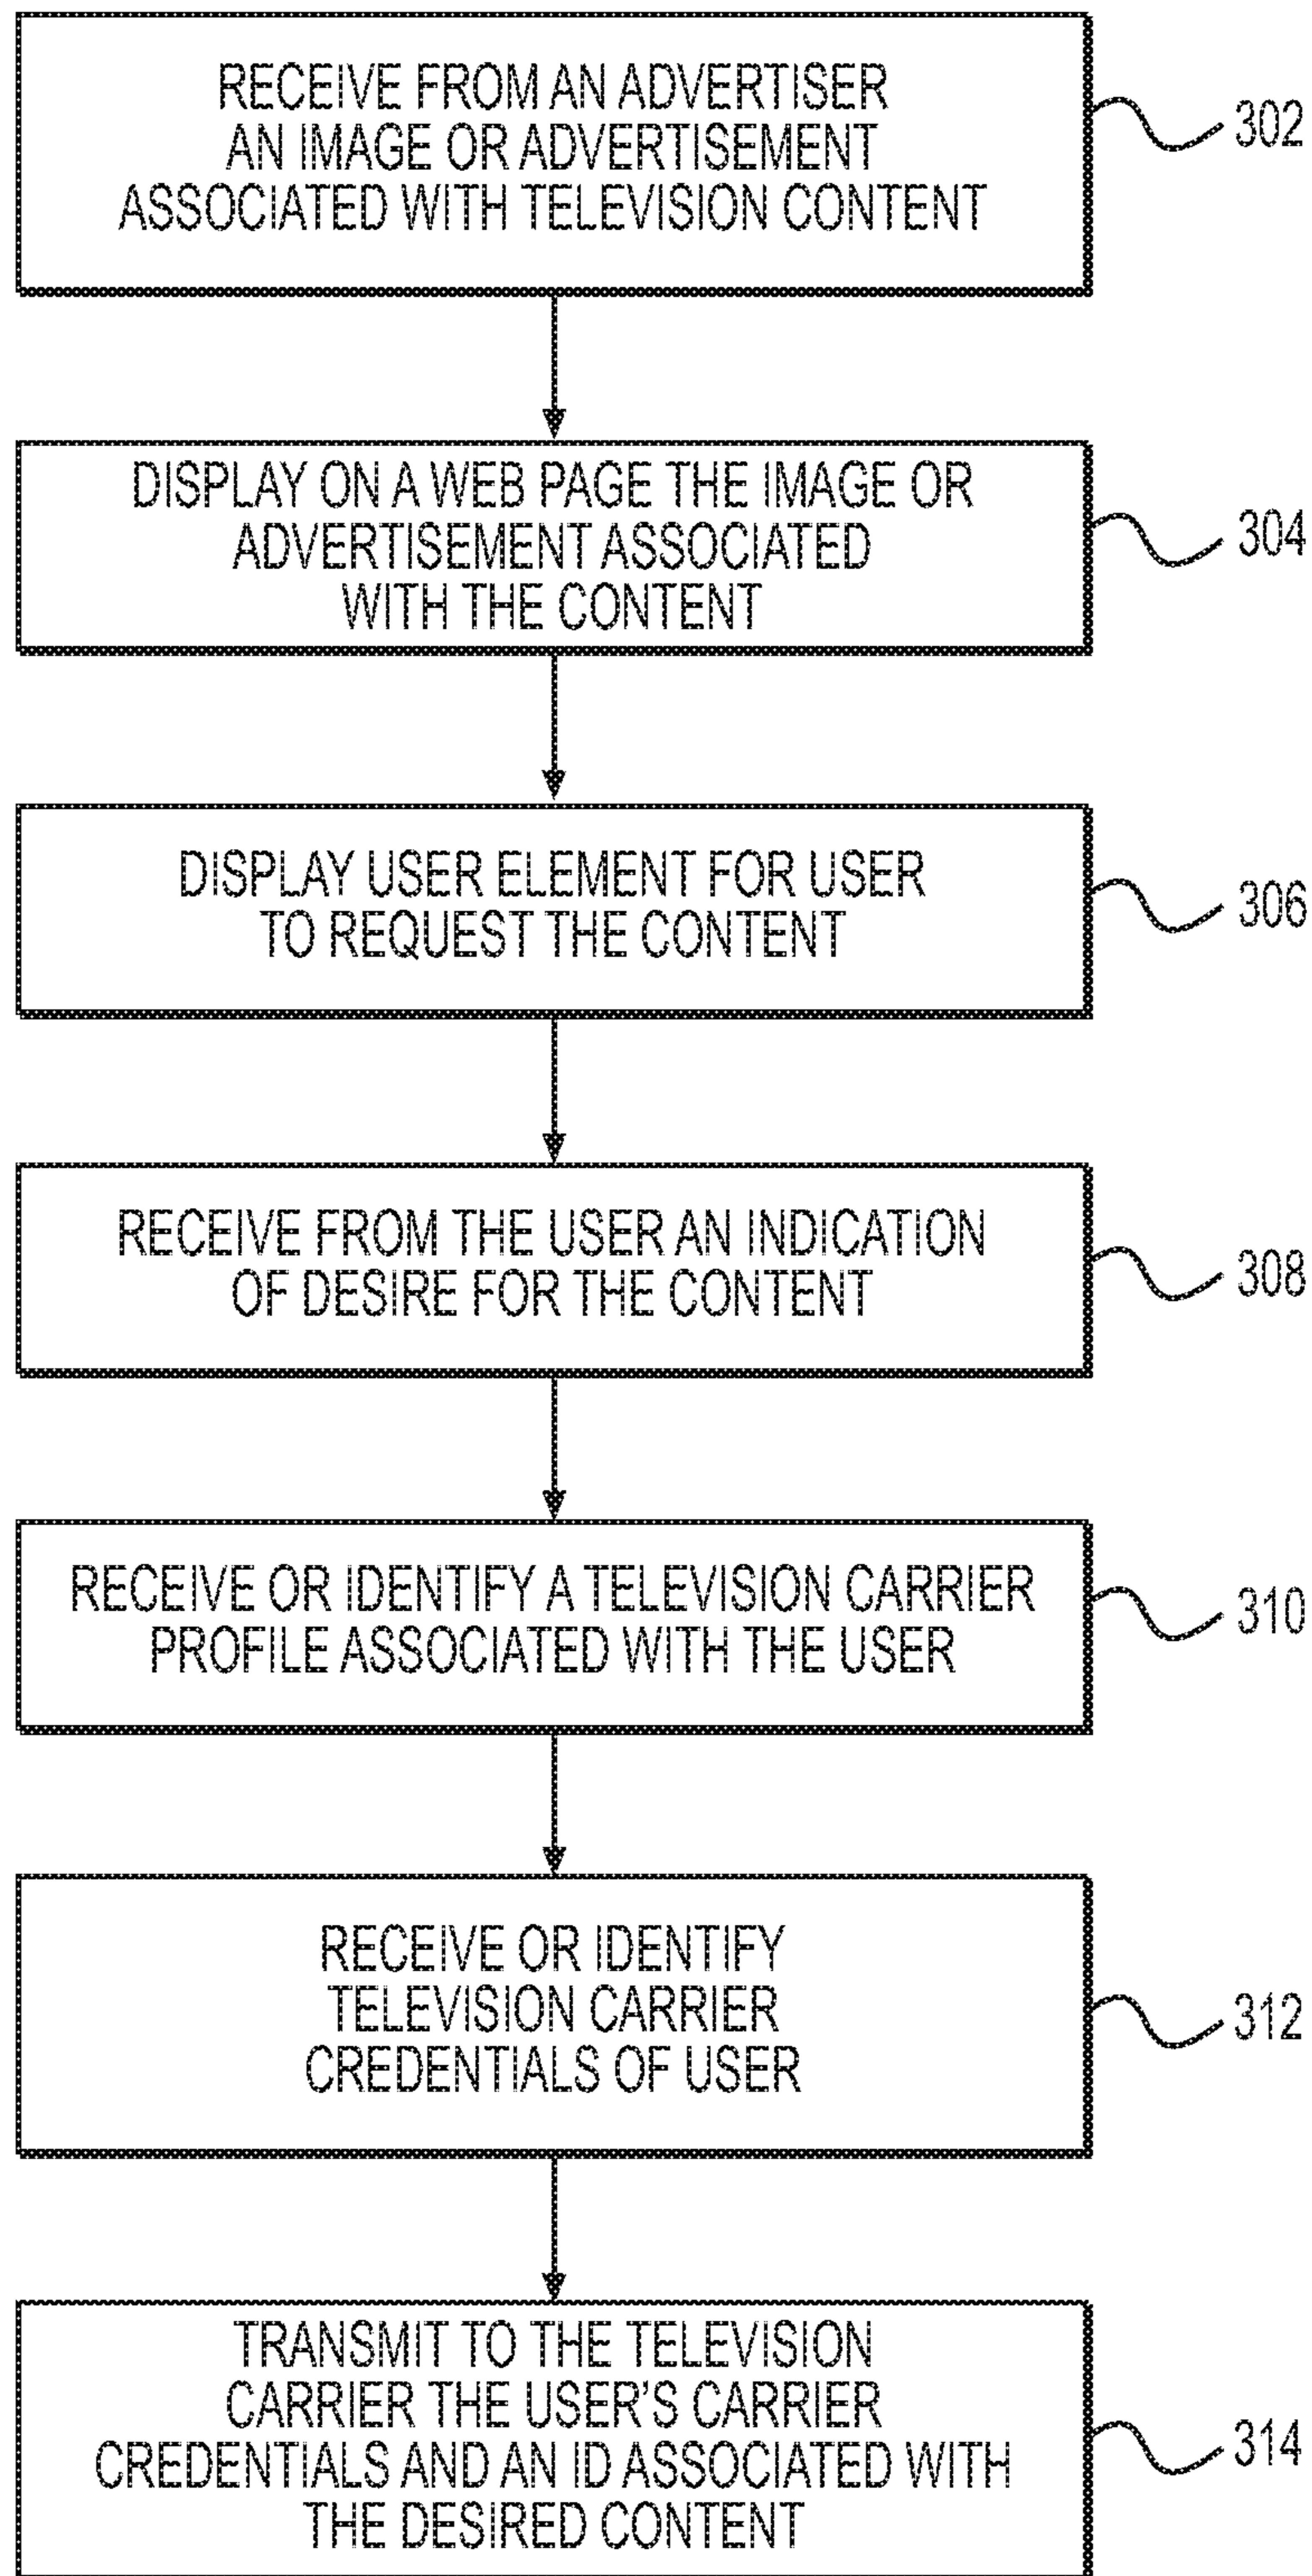 RECEIVE FROM AN ADVERTISER
AN IMAGE OR ADVERTISEMENT
ASSOCIATED WITH TELEVISION CONTENT
302
DISPLAY ON A WEB PAGE THE IMAGE OR
ADVERTISEMENT ASSOCIATED
WITH THE CONTENT
304
DISPLAY USER ELEMENT FOR USER
TO REQUEST THE CONTENT
306
RECEIVE FROM THE USER AN INDICATION
OF DESIRE FOR THE CONTENT
308
RECEIVE OR IDENTIFY A TELEVISION CARRIER
PROFILE ASSOCIATED WITH THE USER
310
RECEIVE OR IDENTIFY
TELEVISION CARRIER
CREDENTIALS OF USER
312
TRANSMIT TO THE TELEVISION
CARRIER THE USER'S CARRIER
CREDENTIALS AND AN ID ASSOCIATED WITH
THE DESIRED CONTENT
314